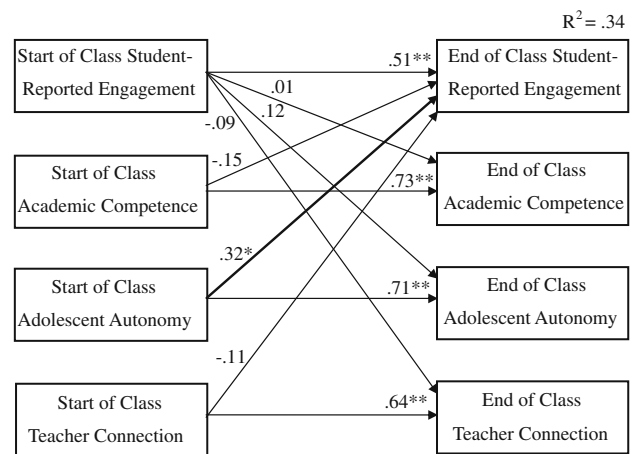 R² = .34
Start of Class Student-
Reported Engagement
End of Class Student-
Reported Engagement
.51**
.01
.12
-.09
-.15
Start of Class
Academic Competence
End of Class
Academic Competence
.73**
.32*
Start of Class
Adolescent Autonomy
End of Class
Adolescent Autonomy
.71**
-.11
Start of Class
Teacher Connection
End of Class
Teacher Connection
.64**